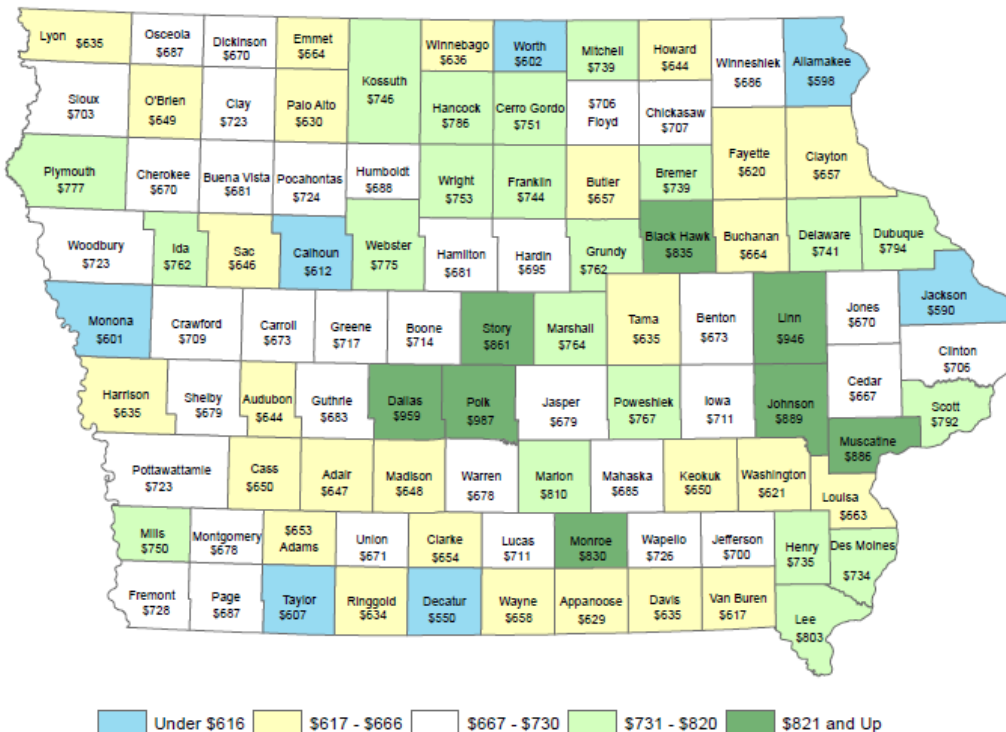 Lyon $635
Osceola
$687
Dickinson
$670
Emmet
$664
Kossuth
$746
Winnebago
$636
Worth
$602
Mitchell
$739
Howard
$644
Winneshiek
$686
Allamakee
$598
Sioux
$703
O'Brien
$649
Clay
$723
Palo Alto
$630
Hancock
$786
Cerro Gordo
$751
$706
Floyd
Chickasaw
$707
Plymouth
$777
Cherokee
$670
Buena Vista
$681
Pocahontas
$724
Humboldt
$688
Wright
$753
Franklin
$744
Butler
$657
Bremer
$739
Fayette
$620
Clayton
$657
Woodbury
$723
Ida
$762
Sac
$646
Calhoun
$612
Webster
$775
Hamilton
$681
Hardin
$695
Grundy
$762
Black Hawk
$835
Buchanan
$664
Delaware
$741
Dubuque
$794
Monona
$601
Crawford
$709
Carroll
$673
Greene
$717
Boone
$714
Story
$861
Marshall
$764
Tama
$635
Benton
$673
Linn
$946
Jones
$670
Jackson
$590
Clinton
$706
Harrison
$635
Shelby
$679
Audubon
$644
Guthrie
$683
Dallas
$959
Polk
$987
Jasper
$679
Poweshiek
$767
Iowa
$711
Johnson
$889
Cedar
$667
Scott
$792
Muscatine
$886
Pottawattamie
$723
Cass
$650
Adair
$647
Madison
$648
Warren
$678
Marion
$810
Mahaska
$685
Keokuk
$650
Washington
$621
Louisa
$663
Mills
$750
Montgomery
$678
$653
Adams
Union
$671
Clarke
$654
Lucas
$711
Monroe
$830
Wapello
$726
Jefferson
$700
Henry
$735
Des Moines
$734
Fremont
$728
Page
$687
Taylor
$607
Ringgold
$634
Decatur
$550
Wayne
$658
Appanoose
$629
Davis
$635
Van Buren
$617
Lee
$803
Under $616 $617 - $666 $667 - $730 $731 - $820 $821 and Up